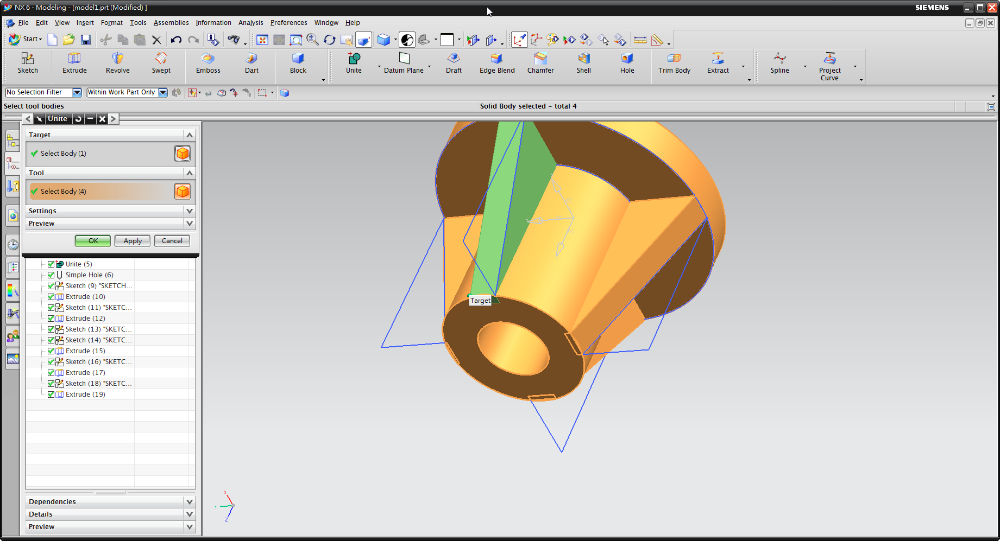 NX 6 - Modeling - [model1.prt (Modified) ]
SIEMENS
File Edit View Insert Format Tools Assemblies Information Analysis Preferences Window Help
Start
Sketch Extrude Revolve Swept Emboss Dart Block Unite Datum Plane Draft Edge Blend Chamfer Shell Hole Trim Body Extract Spline Project Curve
No Selection Filter Within Work Part Only
Select tool bodies
Solid Body selected - total 4
Unite
Target
Select Body (1)
Tool
Select Body (4)
Settings
Preview
OK Apply Cancel
Unite (5)
Simple Hole (6)
Sketch (9) "SKETCH...
Extrude (10)
Sketch (11) "SKETC...
Extrude (12)
Sketch (13) "SKETC...
Sketch (14) "SKETC...
Extrude (15)
Sketch (16) "SKETC...
Extrude (17)
Sketch (18) "SKETC...
Extrude (19)
Dependencies
Details
Preview
Target
X
Y
Z